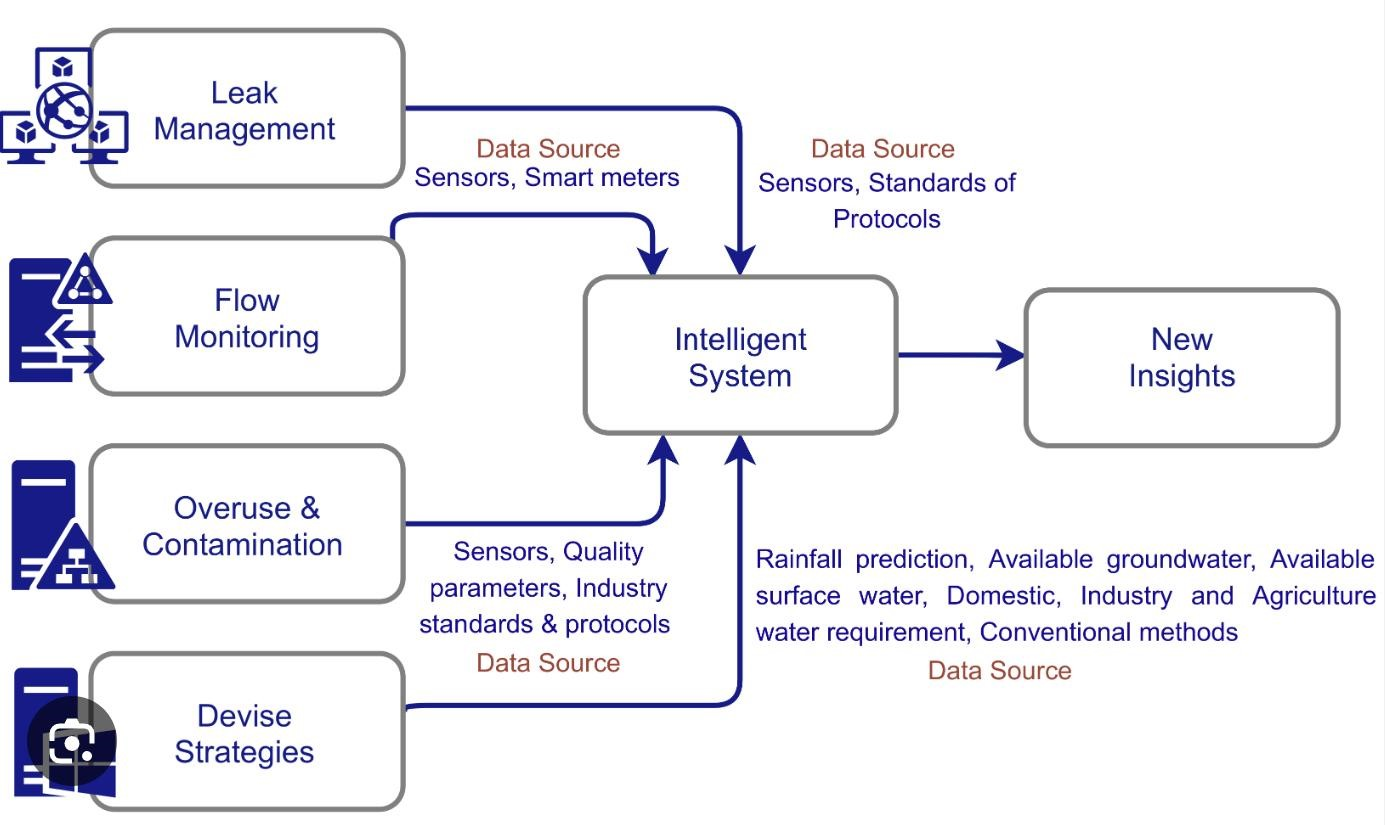 Leak
Management
Data Source
Sensors, Smart meters
Data Source
Sensors, Standards of
Protocols
Flow
Monitoring
Intelligent
System
New
Insights
Overuse &
Contamination
Sensors, Quality
parameters, Industry
standards & protocols
Data Source
Rainfall prediction, Available groundwater, Available
surface water, Domestic, Industry and Agriculture
water requirement, Conventional methods
Data Source
Devise
Strategies